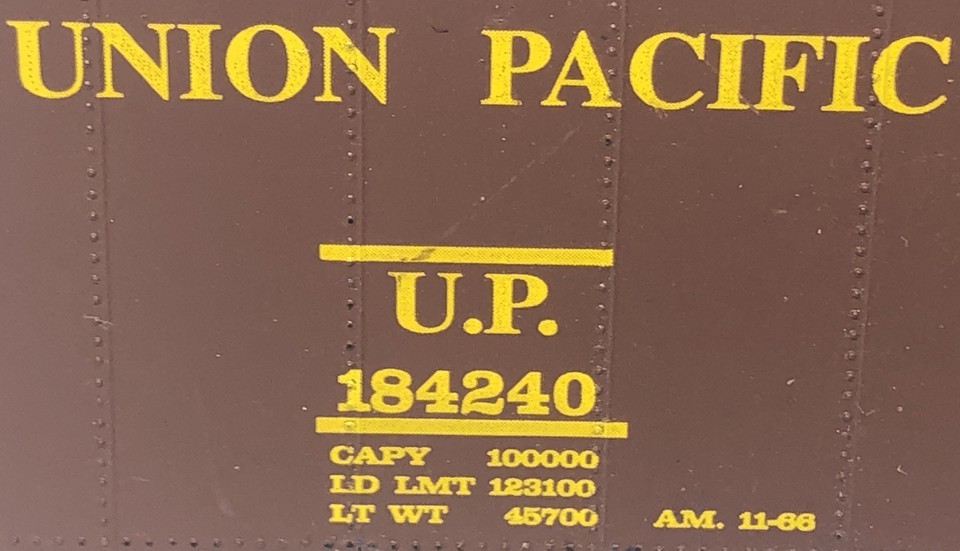 UNION PACIFIC
U.P.
184240
CAPY 100000
LD LMT 123100
LT WT 45700 AM. 11-66